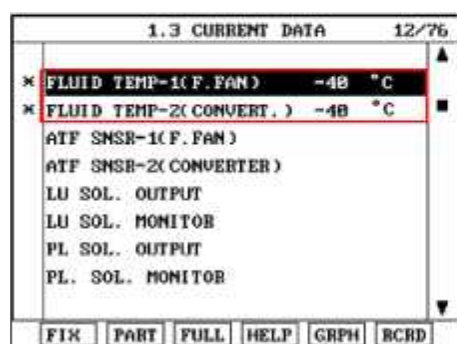 1.3 CURRENT DATA 12/76
* FLUID TEMP-1(F.FAN) -40 °C
* FLUID TEMP-2(CONVERT.) -40 °C
ATF SNSR-1(F.FAN)
ATF SNSR-2(CONVERTER)
LU SOL. OUTPUT
LU SOL. MONITOR
PL SOL. OUTPUT
PL. SOL. MONITOR
FIX PART FULL HELP GRPH RCRD